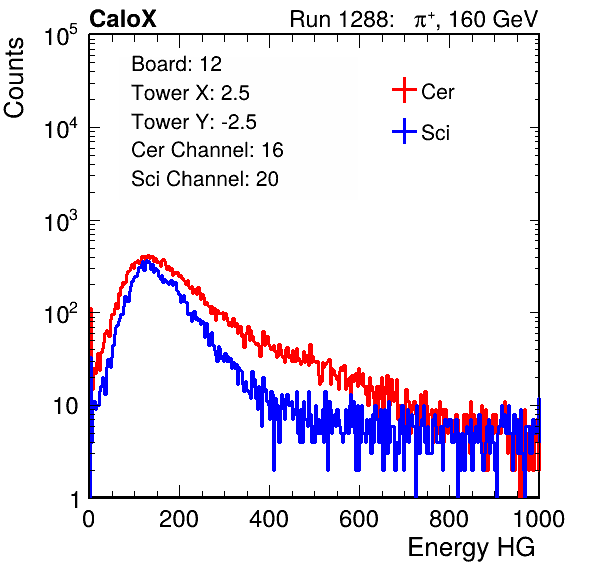 CaloX Run 1288: π⁺, 160 GeV
Counts
Board: 12
Tower X: 2.5
Tower Y: -2.5
Cer Channel: 16
Sci Channel: 20
Cer
Sci
10⁵
10⁴
10³
10²
10
1
0 200 400 600 800 1000
Energy HG